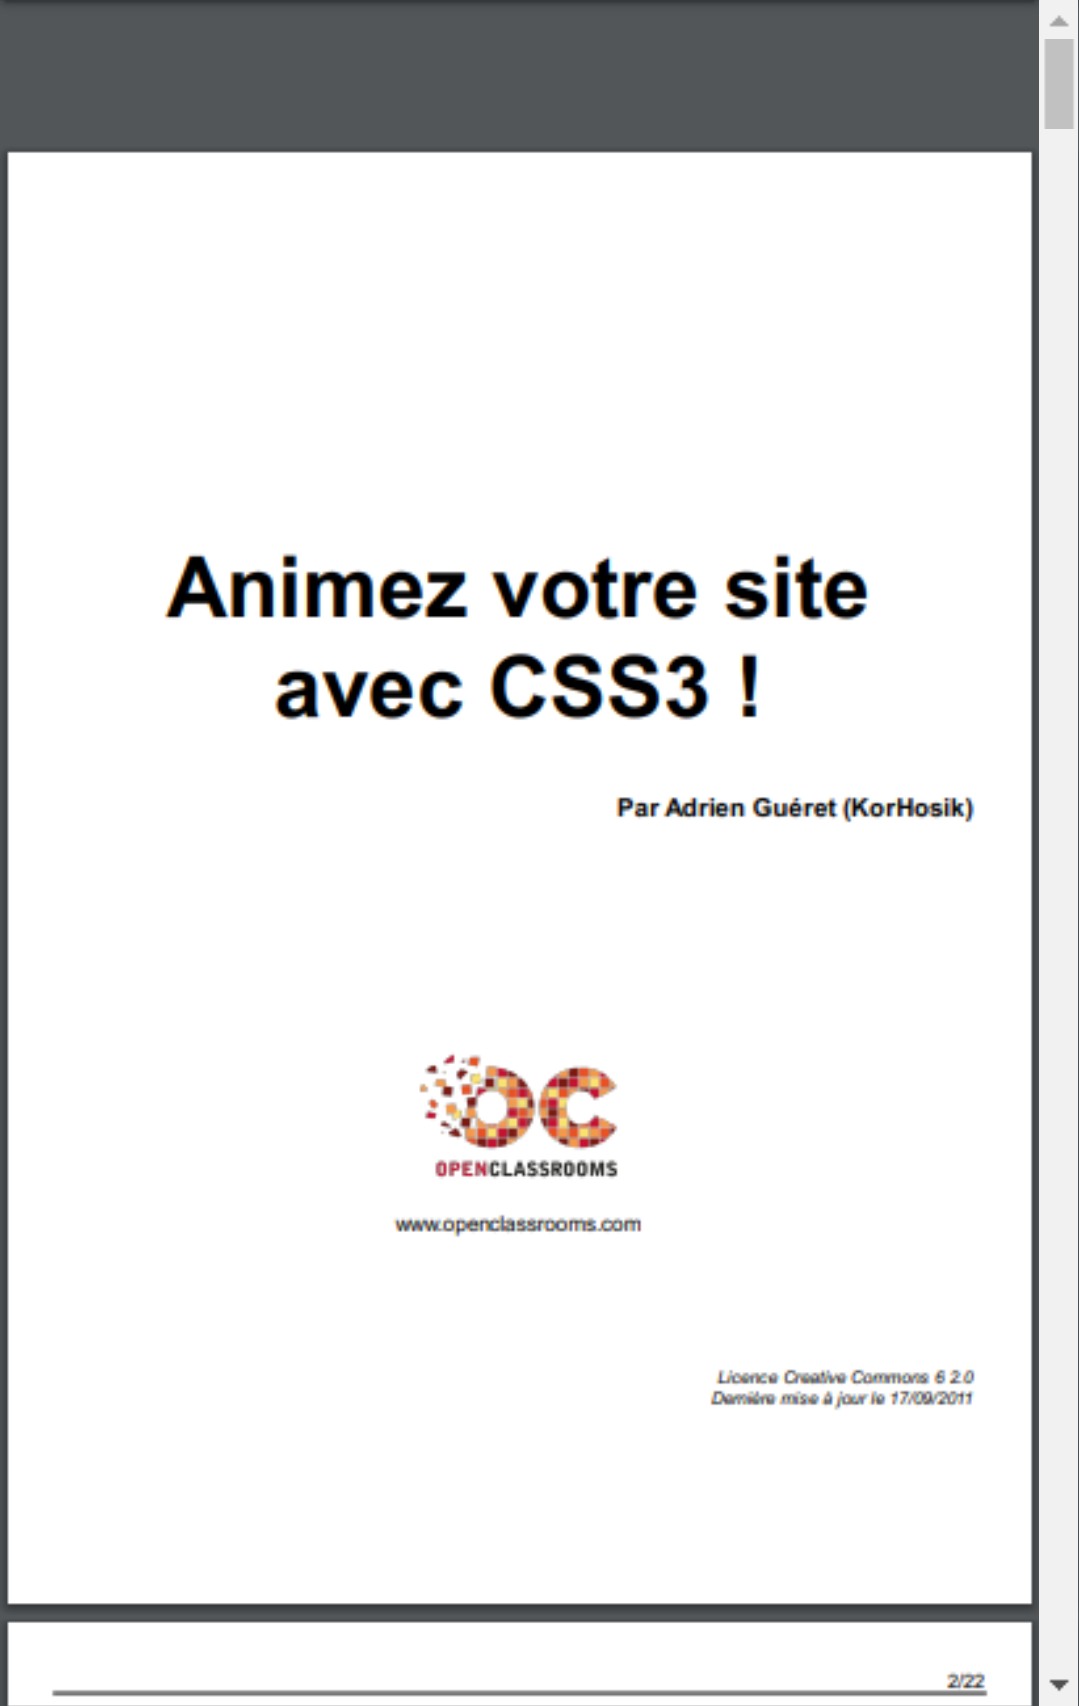 Animez votre site
avec CSS3 !
Par Adrien Guéret (KorHosik)
OC
OPENCLASSROOMS
www.openclassrooms.com
Licence Creative Commons 6 2.0
Dernière mise à jour le 17/09/2011
2/22